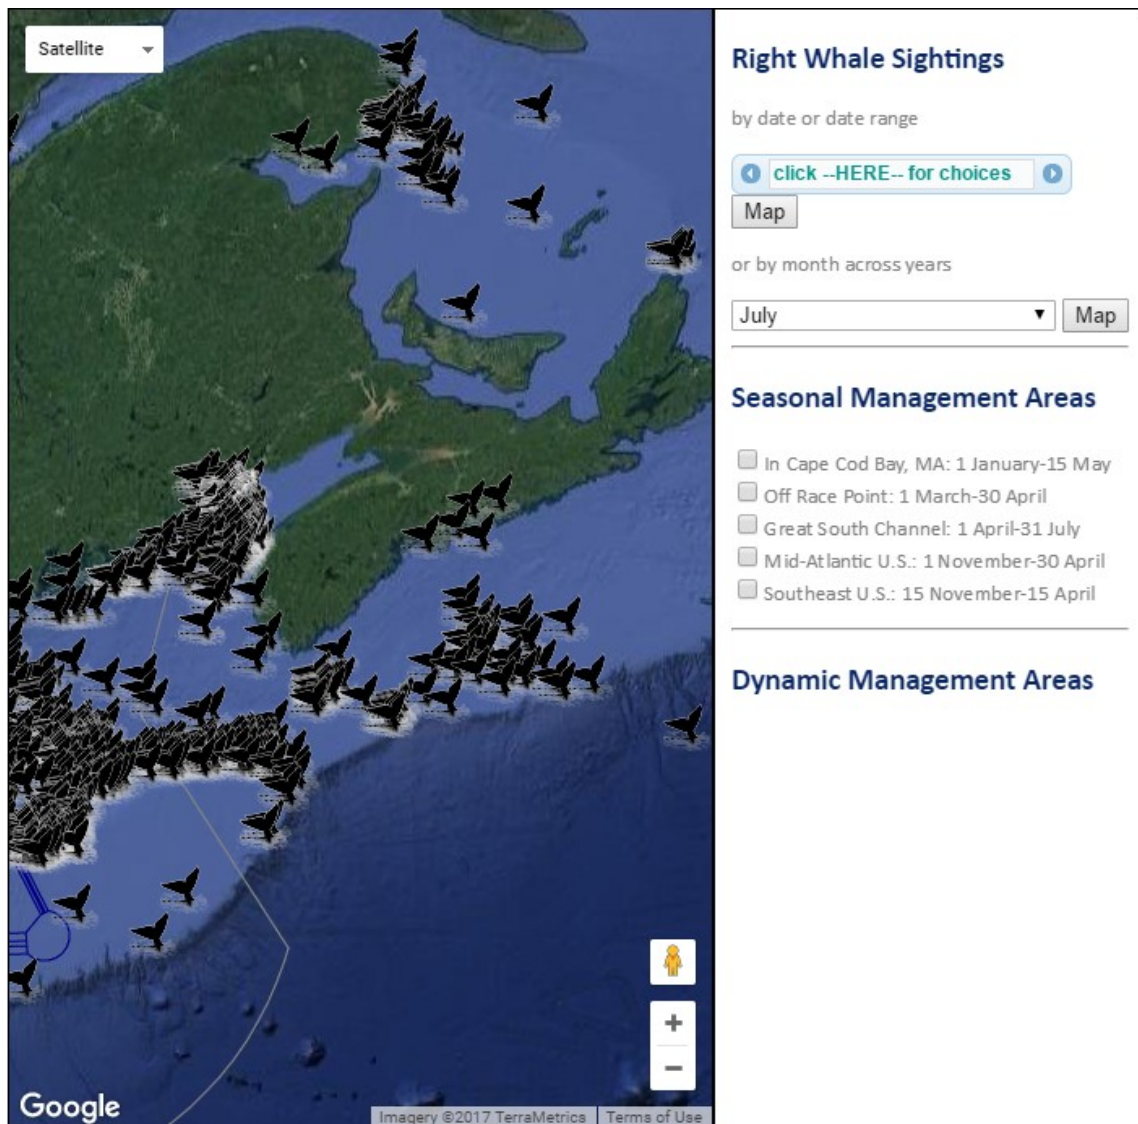 Satellite
Right Whale Sightings
by date or date range
click --HERE-- for choices
Map
or by month across years
July
Map
Seasonal Management Areas
In Cape Cod Bay, MA: 1 January-15 May
Off Race Point: 1 March-30 April
Great South Channel: 1 April-31 July
Mid-Atlantic U.S.: 1 November-30 April
Southeast U.S.: 15 November-15 April
Dynamic Management Areas
Google
Imagery ©2017 TerraMetrics
Terms of Use